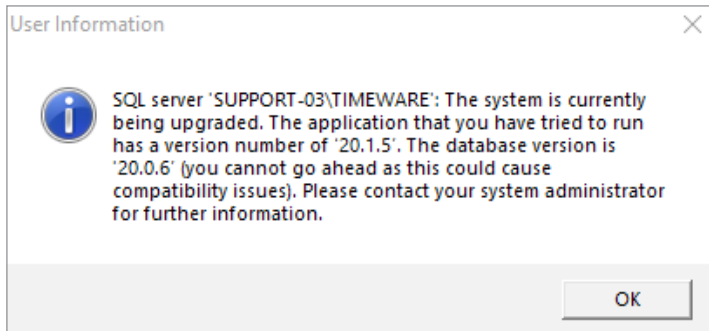 User Information
SQL server 'SUPPORT-03\TIMEWARE': The system is currently
being upgraded. The application that you have tried to run
has a version number of '20.1.5'. The database version is
'20.0.6' (you cannot go ahead as this could cause
compatibility issues). Please contact your system administrator
for further information.
OK